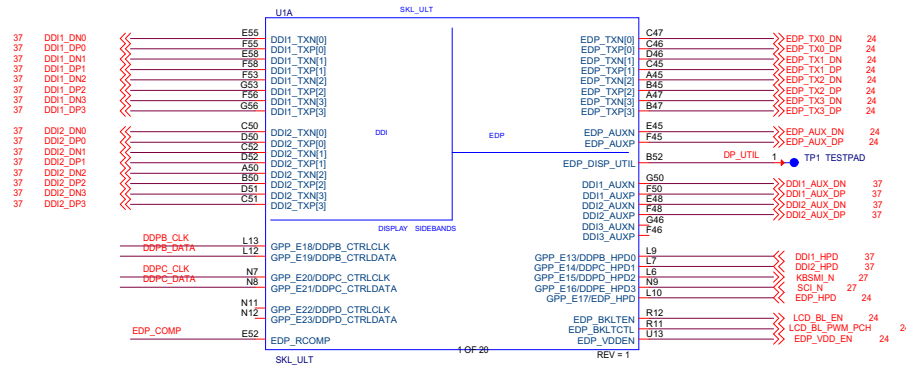 U1A SKL_ULT
37 DDI1_DN0 E55 DDI1_TXN[0] EDP_TXN[0] C47 EDP_TX0_DN 24
37 DDI1_DP0 F55 DDI1_TXP[0] EDP_TXP[0] C46 EDP_TX0_DP 24
37 DDI1_DN1 E58 DDI1_TXN[1] EDP_TXN[1] D46 EDP_TX1_DN 24
37 DDI1_DP1 F58 DDI1_TXP[1] EDP_TXP[1] C45 EDP_TX1_DP 24
37 DDI1_DN2 F53 DDI1_TXN[2] EDP_TXN[2] A45 EDP_TX2_DN 24
37 DDI1_DP2 G53 DDI1_TXP[2] EDP_TXP[2] B45 EDP_TX2_DP 24
37 DDI1_DN3 F56 DDI1_TXN[3] EDP_TXN[3] A47 EDP_TX3_DN 24
37 DDI1_DP3 G56 DDI1_TXP[3] EDP_TXP[3] B47 EDP_TX3_DP 24
37 DDI2_DN0 C50 DDI2_TXN[0] DDI EDP EDP_AUXN E45 EDP_AUX_DN 24
37 DDI2_DP0 D50 DDI2_TXP[0] EDP_AUXP F45 EDP_AUX_DP 24
37 DDI2_DN1 C52 DDI2_TXN[1]
37 DDI2_DP1 D52 DDI2_TXP[1] EDP_DISP_UTIL B52 DP_UTIL 1 TP1 TESTPAD
37 DDI2_DN2 A50 DDI2_TXN[2]
37 DDI2_DP2 B50 DDI2_TXP[2] DDI1_AUXN G50 DDI1_AUX_DN 37
37 DDI2_DN3 D51 DDI2_TXN[3] DDI1_AUXP F50 DDI1_AUX_DP 37
37 DDI2_DP3 C51 DDI2_TXP[3] DDI2_AUXN E48 DDI2_AUX_DN 37
DDI2_AUXP F48 DDI2_AUX_DP 37
DISPLAY SIDEBANDS DDI3_AUXN G46
DDI3_AUXP F46
DDPB_CLK L13 GPP_E18/DDPB_CTRLCLK
DDPB_DATA L12 GPP_E19/DDPB_CTRLDATA GPP_E13/DDPB_HPD0 L9 DDI1_HPD 37
GPP_E14/DDPC_HPD1 L7 DDI2_HPD 37
DDPC_CLK N7 GPP_E20/DDPC_CTRLCLK GPP_E15/DDPD_HPD2 L6 KBSMI_N 27
DDPC_DATA N8 GPP_E21/DDPC_CTRLDATA GPP_E16/DDPE_HPD3 N9 SCI_N 27
GPP_E17/EDP_HPD L10 EDP_HPD 24
N11 GPP_E22/DDPD_CTRLCLK
N12 GPP_E23/DDPD_CTRLDATA EDP_BKLTEN R12 LCD_BL_EN 24
EDP_BKLTCTL R11 LCD_BL_PWM_PCH 24
EDP_COMP E52 EDP_RCOMP EDP_VDDEN U13 EDP_VDD_EN 24
1 OF 20
SKL_ULT REV = 1